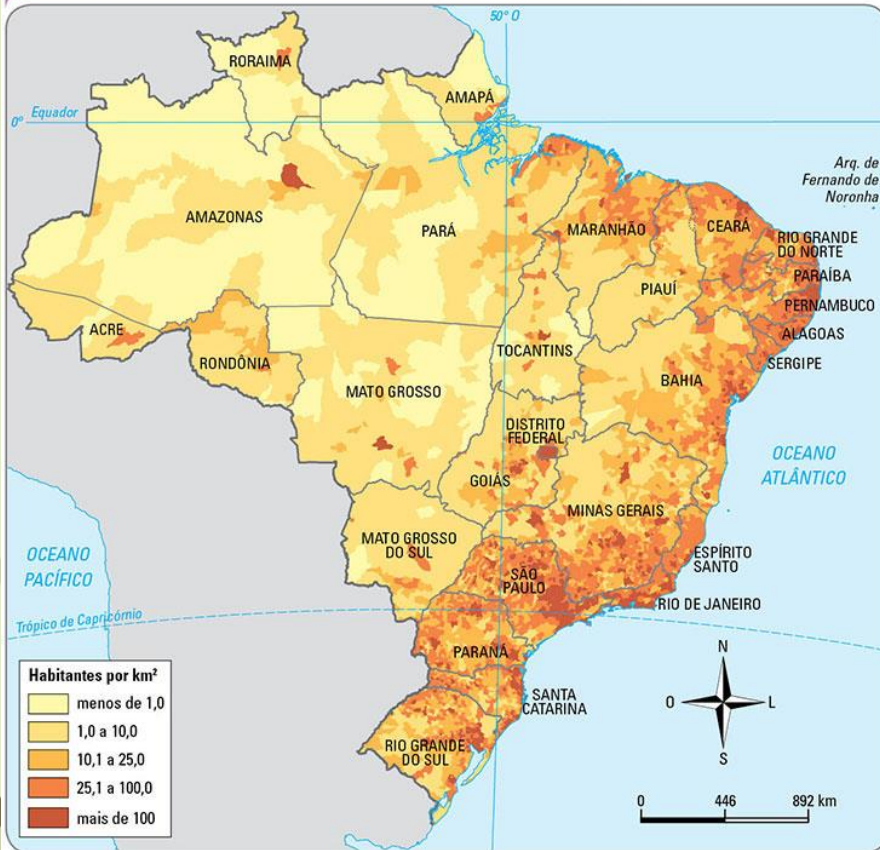 50° O
RORAIMA
AMAPÁ
0°
Equador
Arq. de
Fernando de
Noronha
AMAZONAS
PARÁ
MARANHÃO
CEARÁ
RIO GRANDE
DO NORTE
PARAÍBA
PIAUÍ
PERNAMBUCO
ACRE
ALAGOAS
TOCANTINS
SERGIPE
RONDÔNIA
MATO GROSSO
BAHIA
DISTRITO
FEDERAL
OCEANO
ATLÂNTICO
GOIÁS
MINAS GERAIS
MATO GROSSO
DO SUL
OCEANO
PACÍFICO
ESPÍRITO
SANTO
SÃO
PAULO
RIO DE JANEIRO
Trópico de Capricórnio
PARANÁ
SANTA
CATARINA
RIO GRANDE
DO SUL
N
O
L
S
Habitantes por km²
menos de 1,0
1,0 a 10,0
10,1 a 25,0
25,1 a 100,0
mais de 100
0 446 892 km